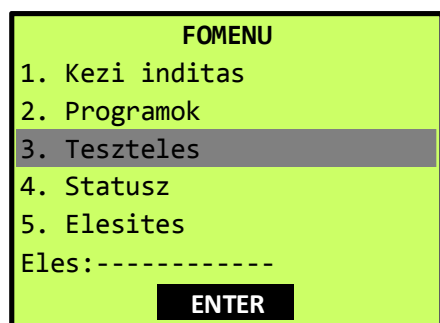 FOMENU
1. Kezi inditas
2. Programok
3. Teszteles
4. Statusz
5. Elesites
Eles:------------
ENTER